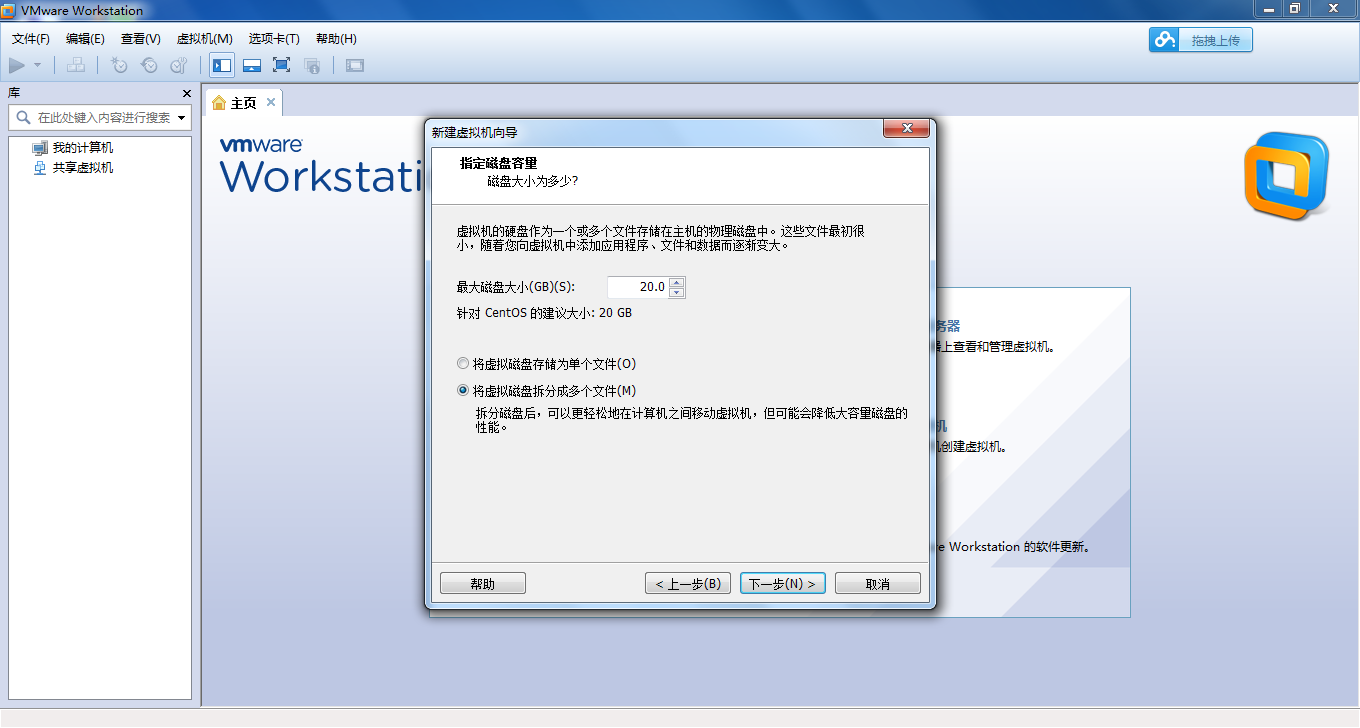 VMware Workstation
文件(F) 编辑(E) 查看(V) 虚拟机(M) 选项卡(T) 帮助(H)
拖拽上传
库
在此处键入内容进行搜索
我的计算机
共享虚拟机
主页
vmware
Workstati
新建虚拟机向导
指定磁盘容量
磁盘大小为多少?
虚拟机的硬盘作为一个或多个文件存储在主机的物理磁盘中。这些文件最初很
小，随着您向虚拟机中添加应用程序、文件和数据而逐渐变大。
最大磁盘大小(GB)(S): 20.0
针对 CentOS 的建议大小: 20 GB
将虚拟磁盘存储为单个文件(O)
将虚拟磁盘拆分成多个文件(M)
拆分磁盘后，可以更轻松地在计算机之间移动虚拟机，但可能会降低大容量磁盘的
性能。
帮助 < 上一步(B) 下一步(N) > 取消
务器
上查看和管理虚拟机。
机
创建虚拟机。
e Workstation 的软件更新。